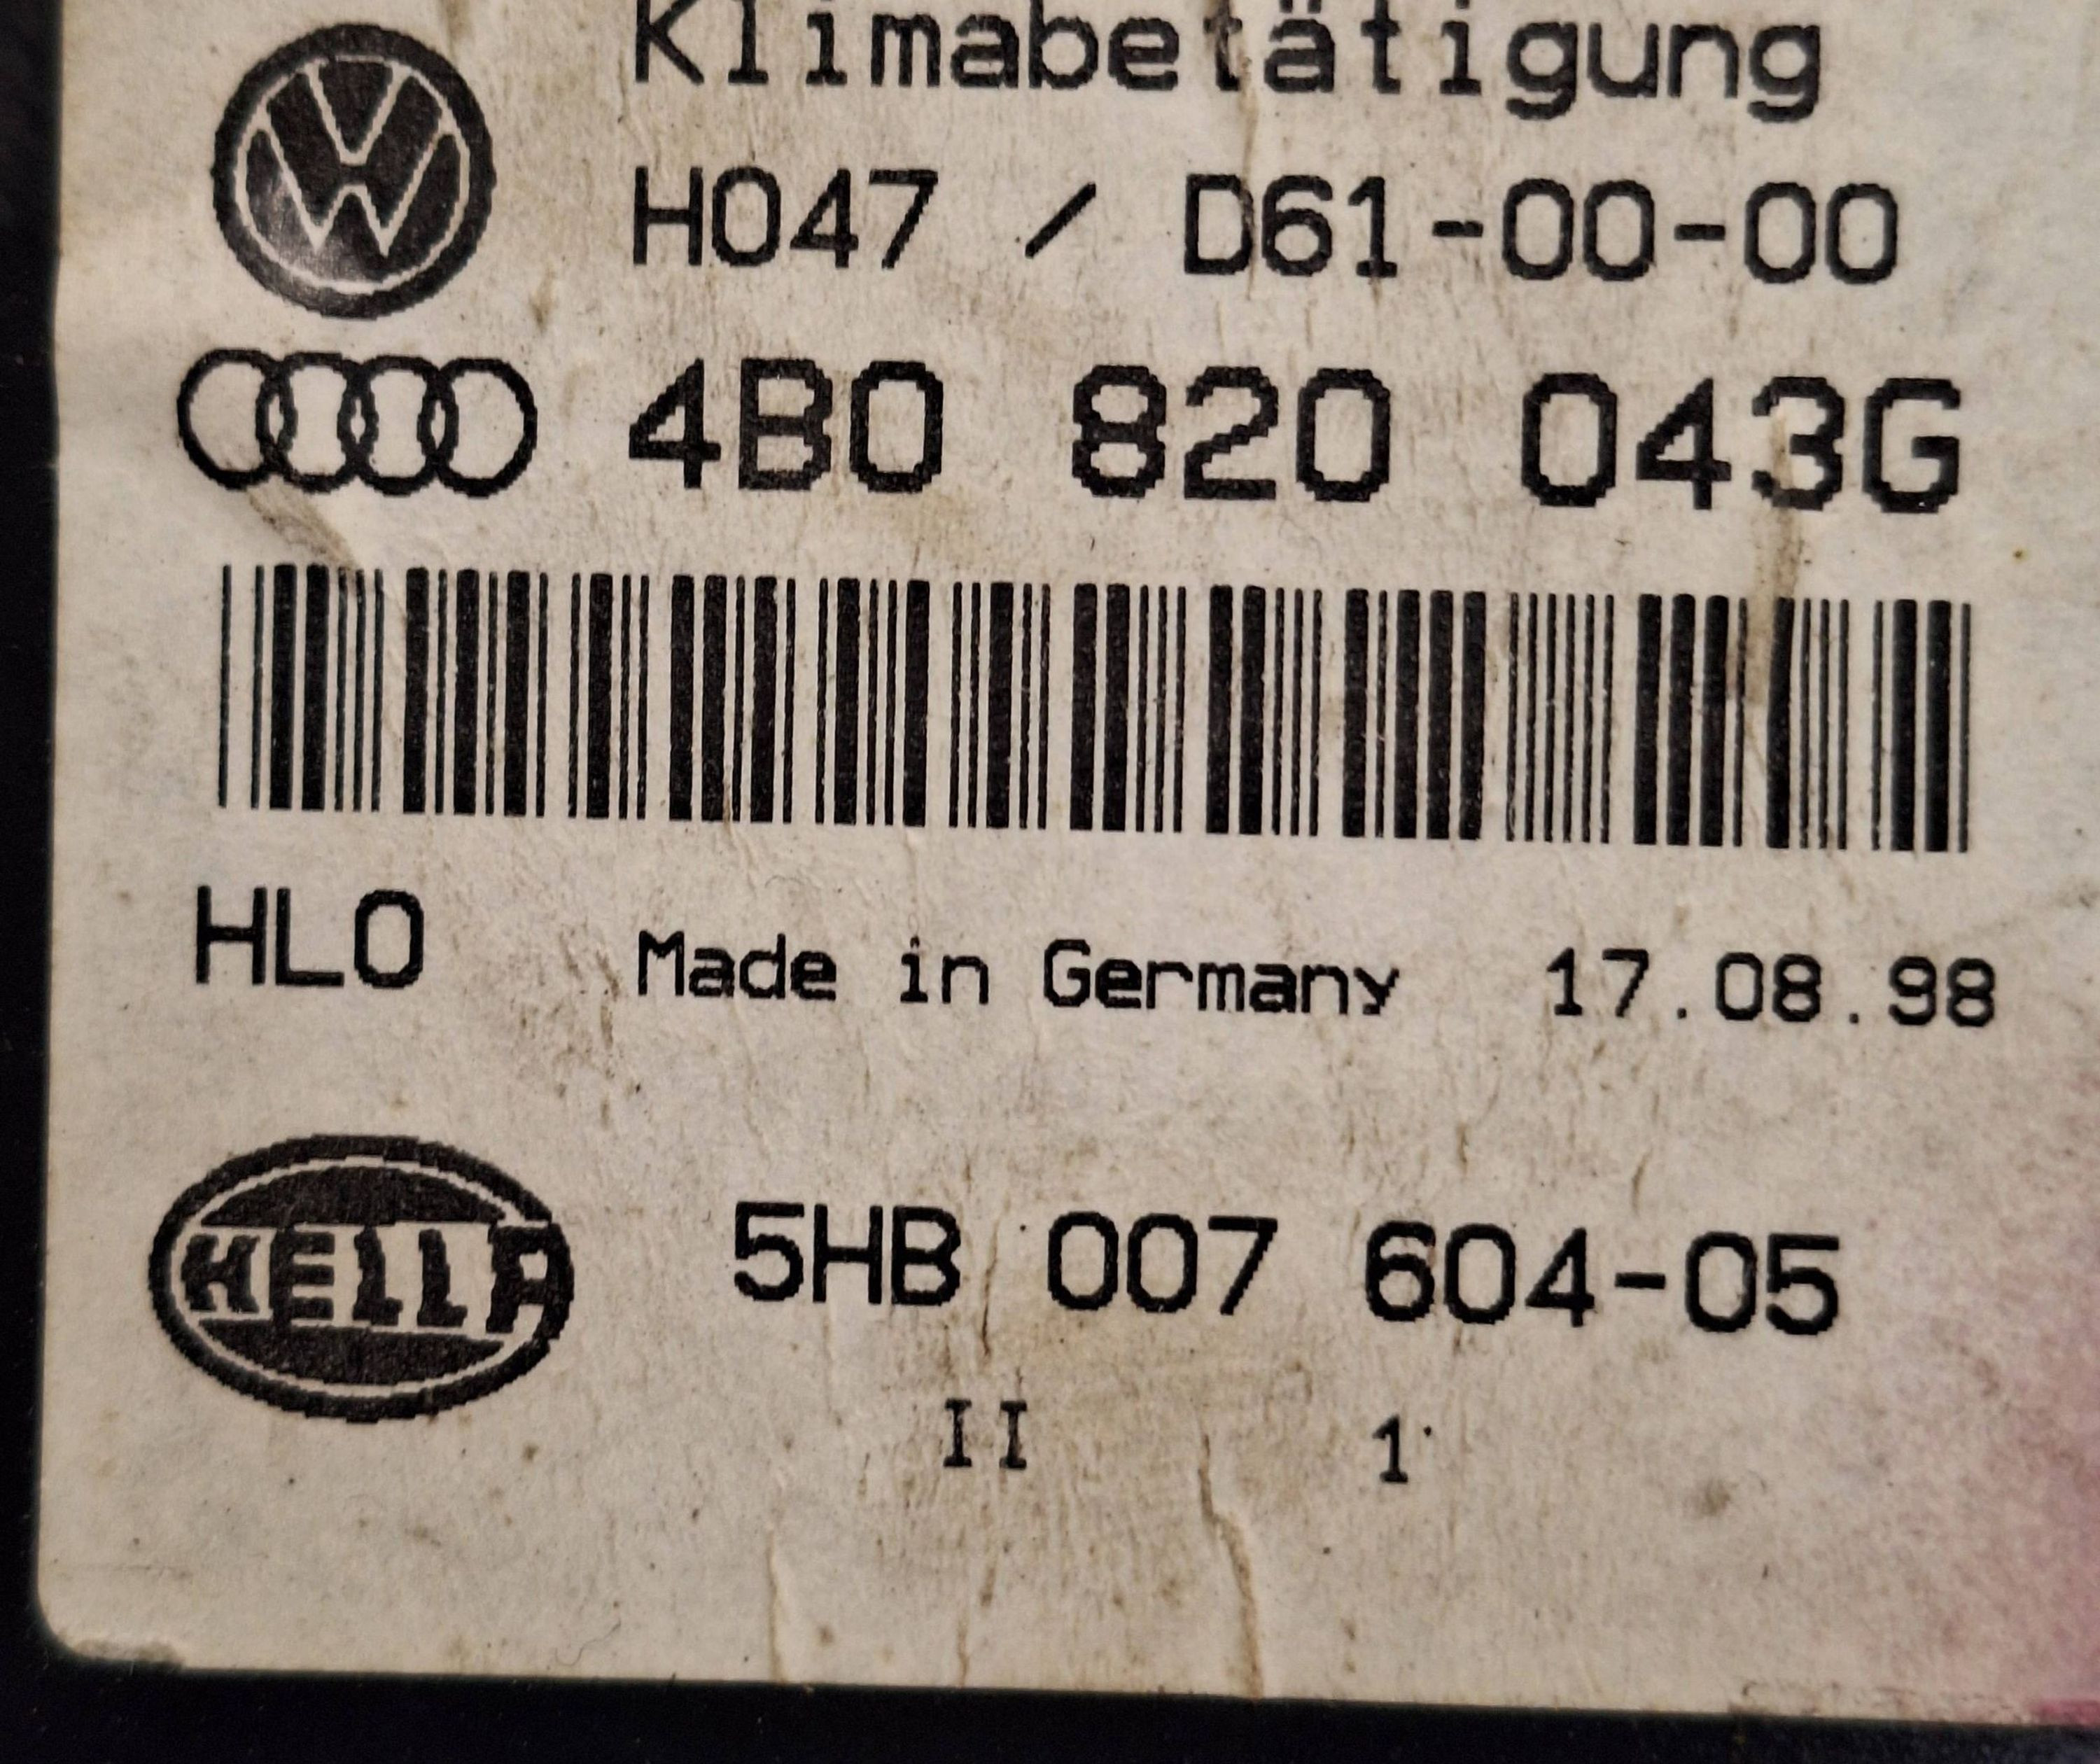 Klimabetätigung
H047 / D61-00-00
4B0 820 043G
HL0 Made in Germany 17.08.98
HELLA 5HB 007 604-05
II 1